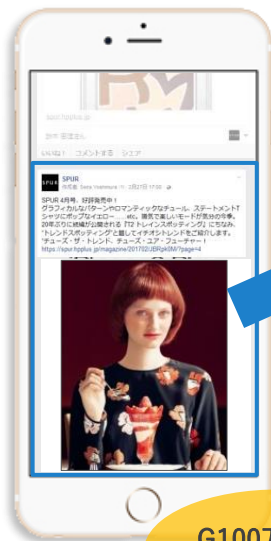 spur.hpplus.jp
いいね! コメントする シェア
SPUR
SPUR
SPUR 4月号、好評発売中!
グラフィカルなパターンやロマンティックなチュール、ステートメントT
シャツにポップなイエロー……etc. 強気で楽しいモードが気分の今季。
20年ぶりに続編が公開される『T2 トレインスポッティング』にちなみ、
“トレンドスポッティング”と題してイチオシトレンドをご紹介します。
“チューズ・ザ・トレンド、チューズ・ユア・フューチャー!
G1007